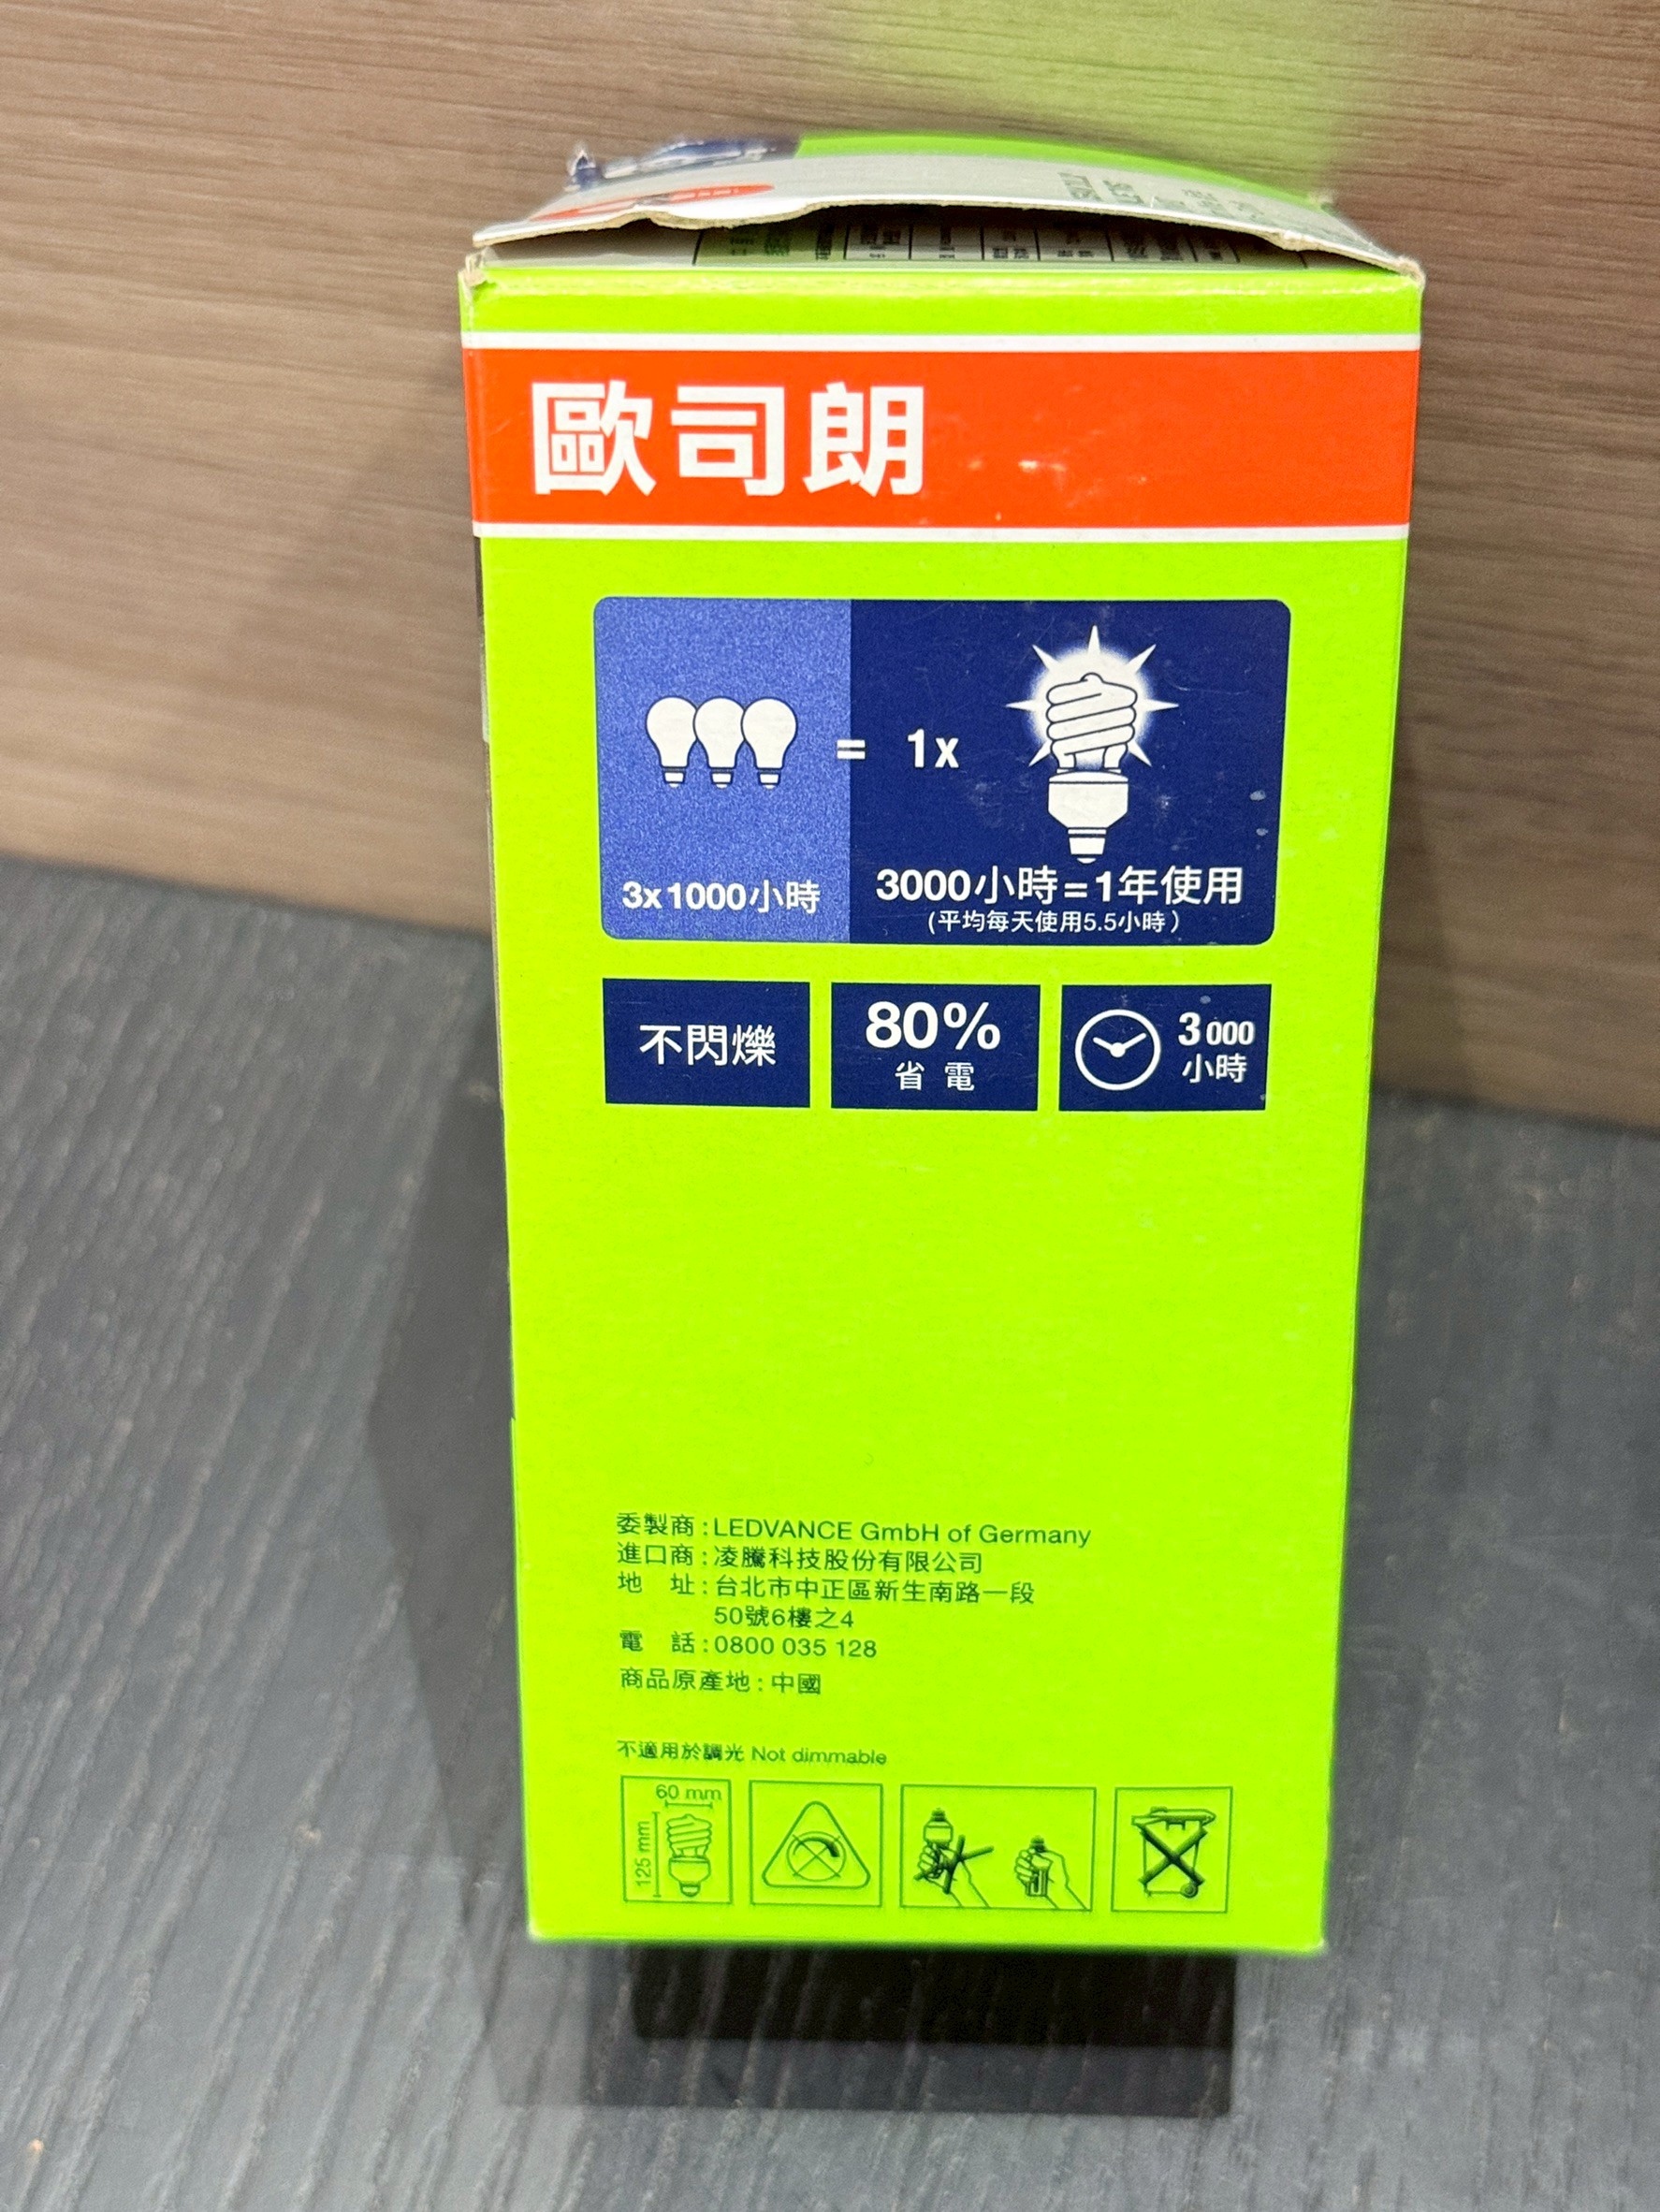 歐司朗
= 1x
3x1000小時
3000小時=1年使用
(平均每天使用5.5小時)
不閃爍
80%
省電
3000
小時
委製商:LEDVANCE GmbH of Germany
進口商:凌騰科技股份有限公司
地 址:台北市中正區新生南路一段
50號6樓之4
電 話:0800 035 128
商品原產地:中國
不適用於調光 Not dimmable
60 mm
125 mm